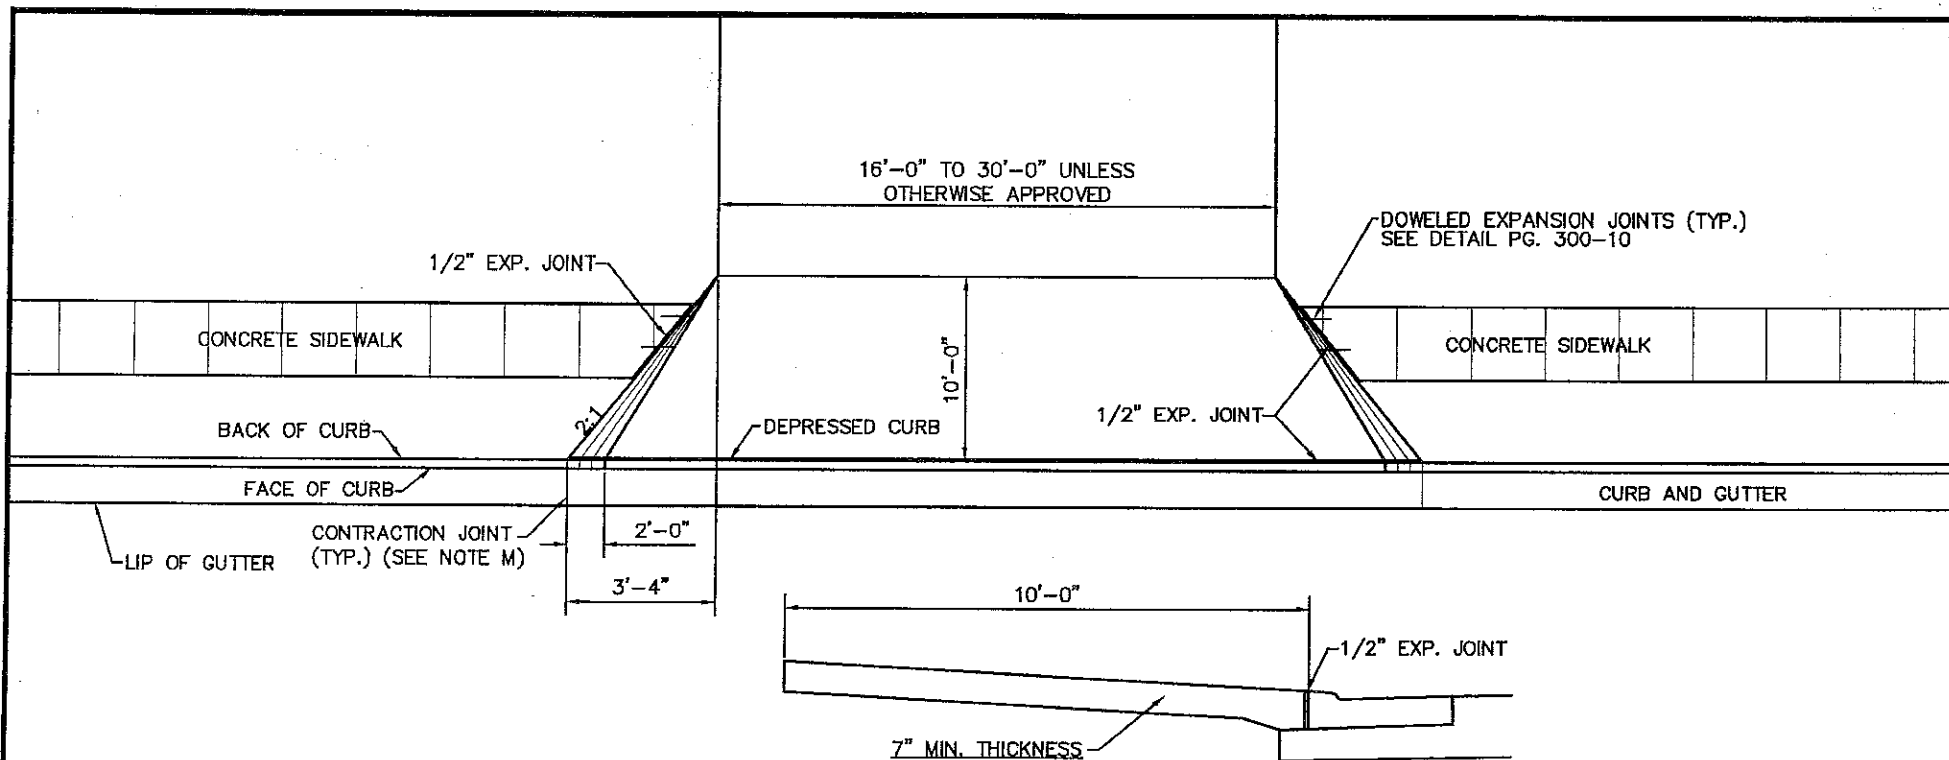 16'-0" TO 30'-0" UNLESS
OTHERWISE APPROVED
DOWELED EXPANSION JOINTS (TYP.)
SEE DETAIL PG. 300-10
1/2" EXP. JOINT
CONCRETE SIDEWALK
10'-0"
CONCRETE SIDEWALK
2:1
1/2" EXP. JOINT
BACK OF CURB
DEPRESSED CURB
FACE OF CURB
CURB AND GUTTER
CONTRACTION JOINT
(TYP.) (SEE NOTE M)
2'-0"
LIP OF GUTTER
3'-4"
10'-0"
1/2" EXP. JOINT
7" MIN. THICKNESS